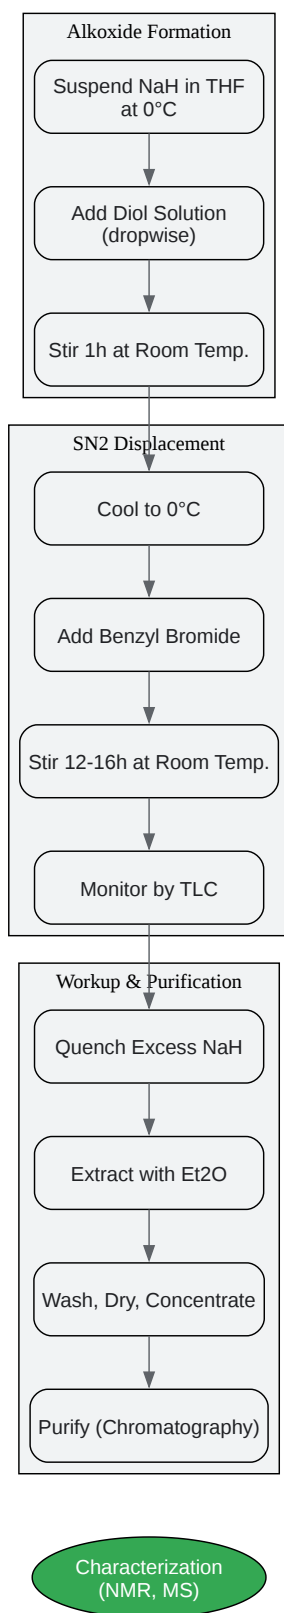 Alkoxide Formation
Suspend NaH in THF
at 0°C
Add Diol Solution
(dropwise)
Stir 1h at Room Temp.
SN2 Displacement
Cool to 0°C
Add Benzyl Bromide
Stir 12-16h at Room Temp.
Monitor by TLC
Workup & Purification
Quench Excess NaH
Extract with Et2O
Wash, Dry, Concentrate
Purify (Chromatography)
Characterization
(NMR, MS)